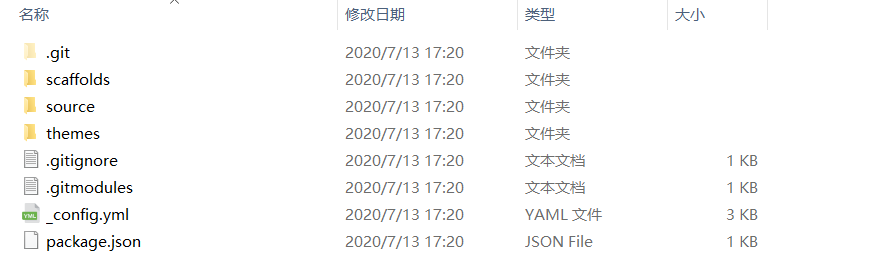 名称 修改日期 类型 大小
.git 2020/7/13 17:20 文件夹
scaffolds 2020/7/13 17:20 文件夹
source 2020/7/13 17:20 文件夹
themes 2020/7/13 17:20 文件夹
.gitignore 2020/7/13 17:20 文本文档 1 KB
.gitmodules 2020/7/13 17:20 文本文档 1 KB
YML _config.yml 2020/7/13 17:20 YAML 文件 3 KB
package.json 2020/7/13 17:20 JSON File 1 KB